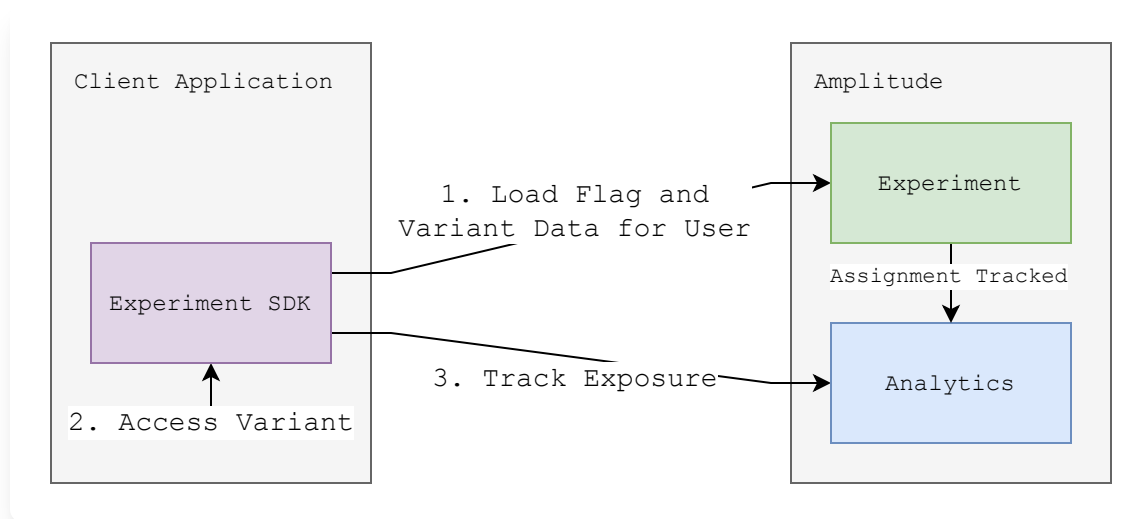 Client Application
Amplitude
Experiment
1. Load Flag and
Variant Data for User
Assignment Tracked
Experiment SDK
3. Track Exposure
Analytics
2. Access Variant